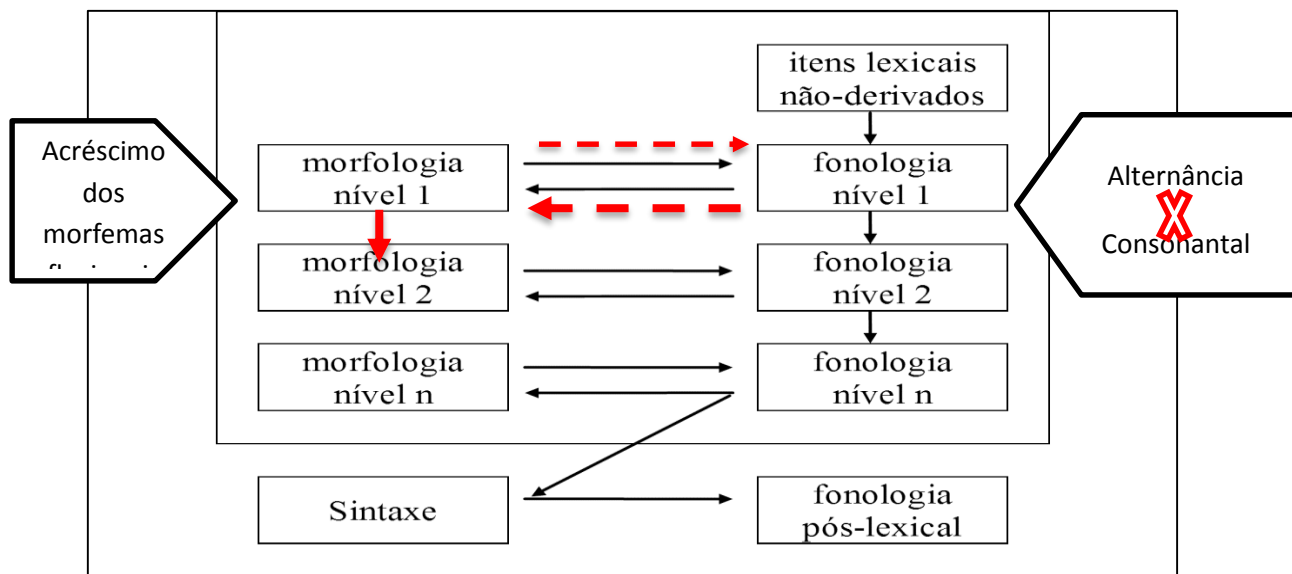 itens lexicais
não-derivados
Acréscimo
dos
morfemas
morfologia
nível 1
fonologia
nível 1
Alternância
Consonantal
morfologia
nível 2
fonologia
nível 2
morfologia
nível n
fonologia
nível n
Sintaxe
fonologia
pós-lexical